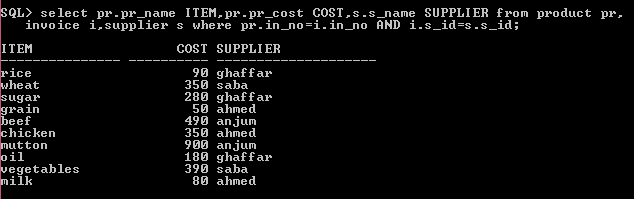 SQL> select pr.pr_name ITEM,pr.pr_cost COST,s.s_name SUPPLIER from product pr,
invoice i,supplier s where pr.in_no=i.in_no AND i.s_id=s.s_id;
ITEM COST SUPPLIER
--------------- ---------- --------------------
rice 90 ghaffar
wheat 350 saba
sugar 280 ghaffar
grain 50 ahmed
beef 490 anjum
chicken 350 ahmed
mutton 900 anjum
oil 180 ghaffar
vegetables 390 saba
milk 80 ahmed